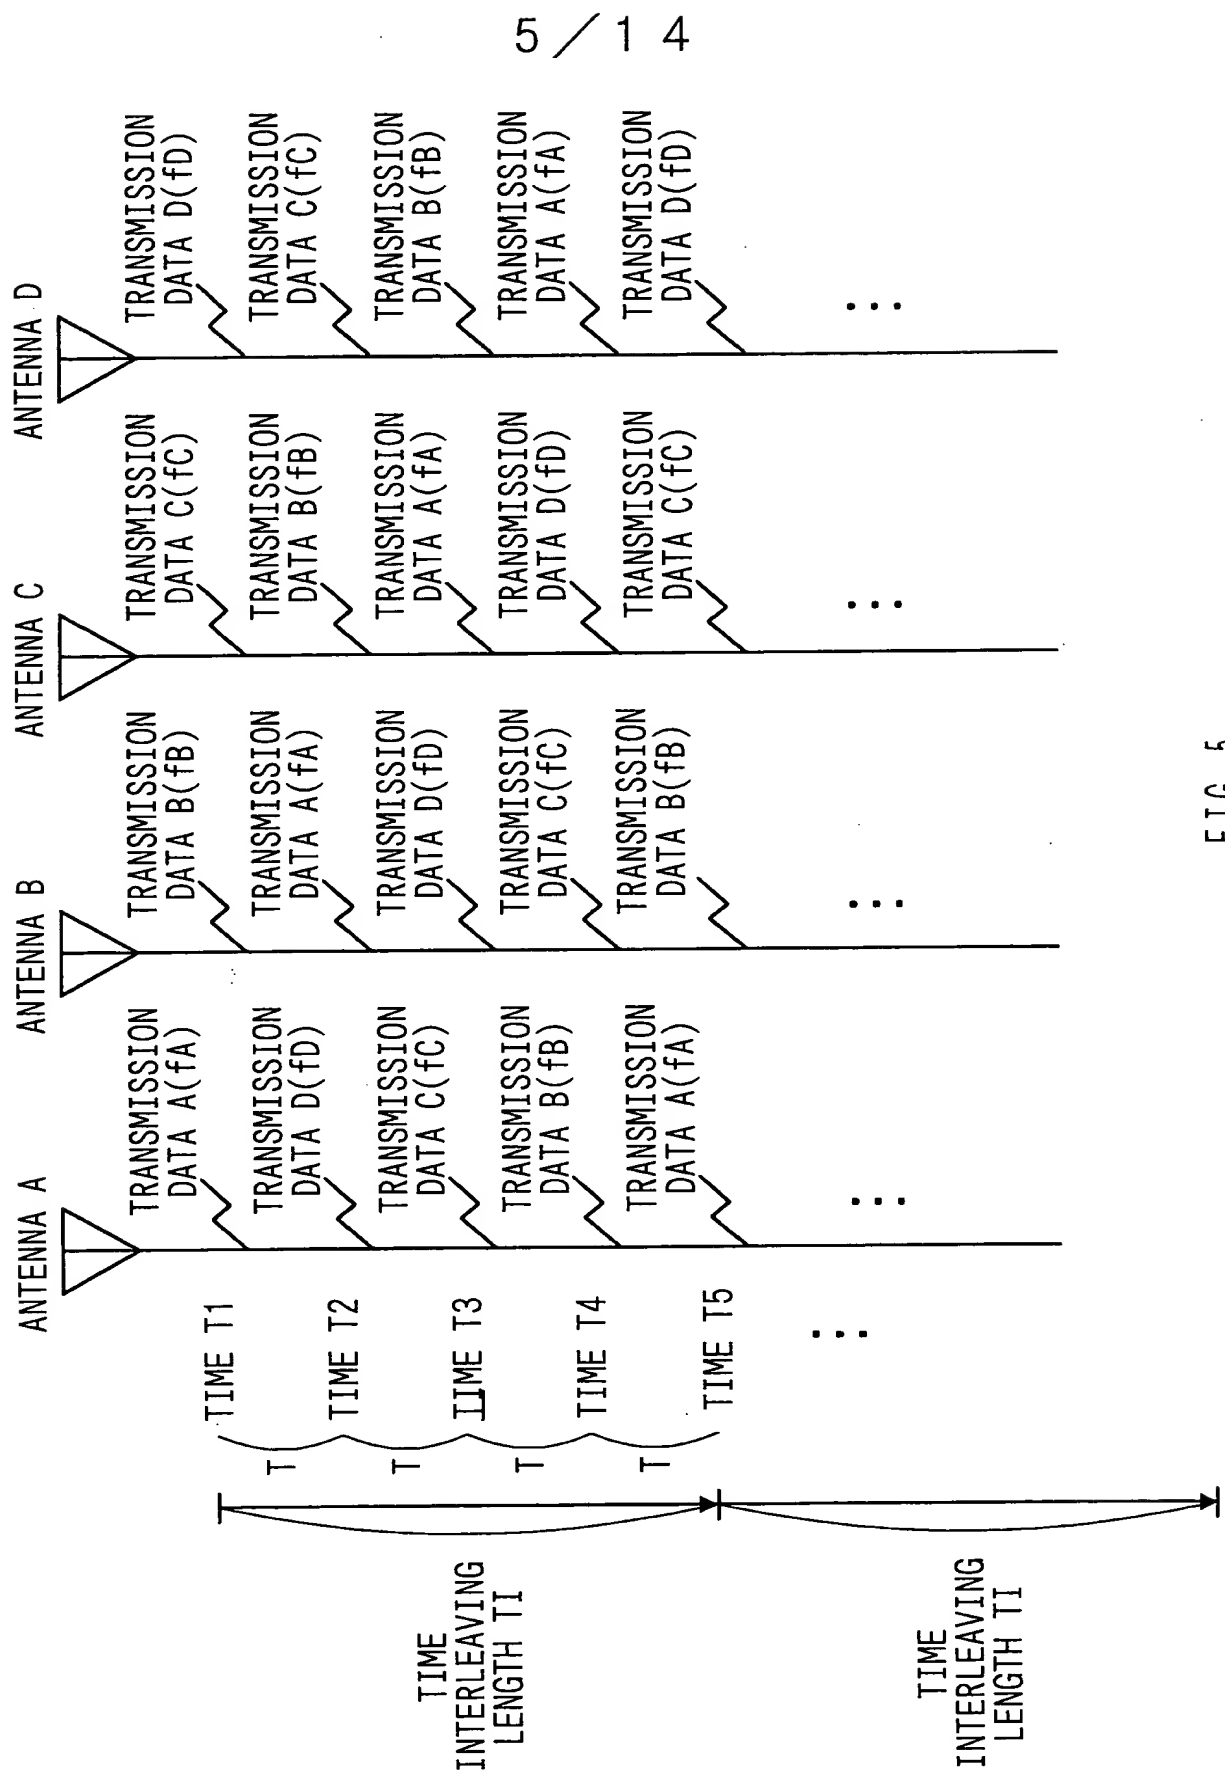 5/14
ANTENNA A
ANTENNA B
ANTENNA C
ANTENNA D
TIME T1
TRANSMISSION
DATA A(fA)
TRANSMISSION
DATA B(fB)
TRANSMISSION
DATA C(fC)
TRANSMISSION
DATA D(fD)
T
TIME T2
TRANSMISSION
DATA D(fD)
TRANSMISSION
DATA A(fA)
TRANSMISSION
DATA B(fB)
TRANSMISSION
DATA C(fC)
T
TIME T3
TRANSMISSION
DATA C(fC)
TRANSMISSION
DATA D(fD)
TRANSMISSION
DATA A(fA)
TRANSMISSION
DATA B(fB)
T
TIME T4
TRANSMISSION
DATA B(fB)
TRANSMISSION
DATA C(fC)
TRANSMISSION
DATA D(fD)
TRANSMISSION
DATA A(fA)
T
TIME T5
TRANSMISSION
DATA A(fA)
TRANSMISSION
DATA B(fB)
TRANSMISSION
DATA C(fC)
TRANSMISSION
DATA D(fD)
TIME
INTERLEAVING
LENGTH TI
TIME
INTERLEAVING
LENGTH TI
FIG. 5